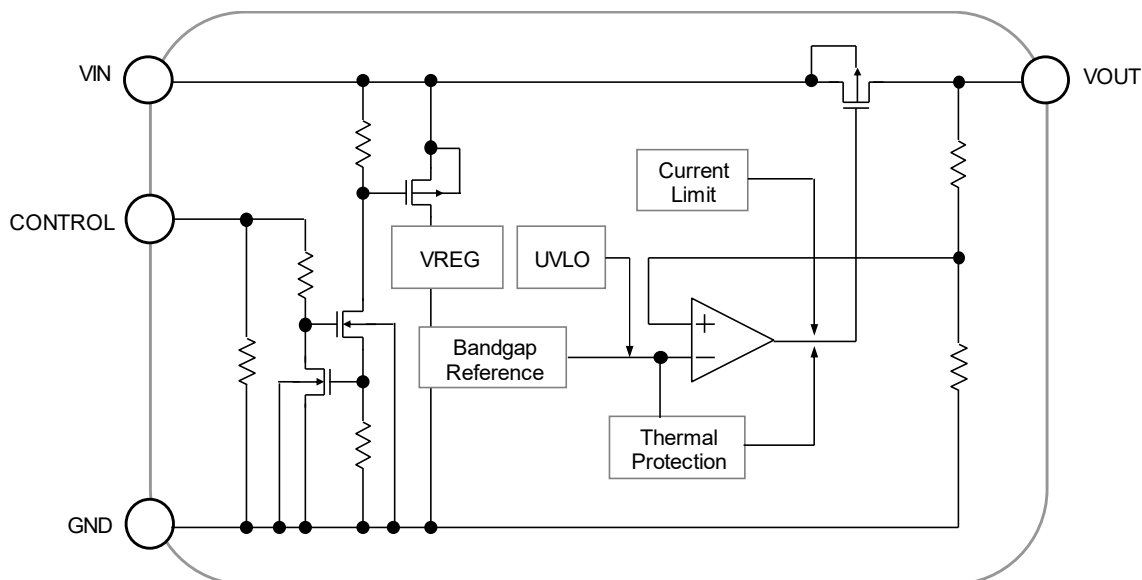 VIN
VOUT
Current
Limit
CONTROL
VREG
UVLO
+
Bandgap
Reference
−
Thermal
Protection
GND